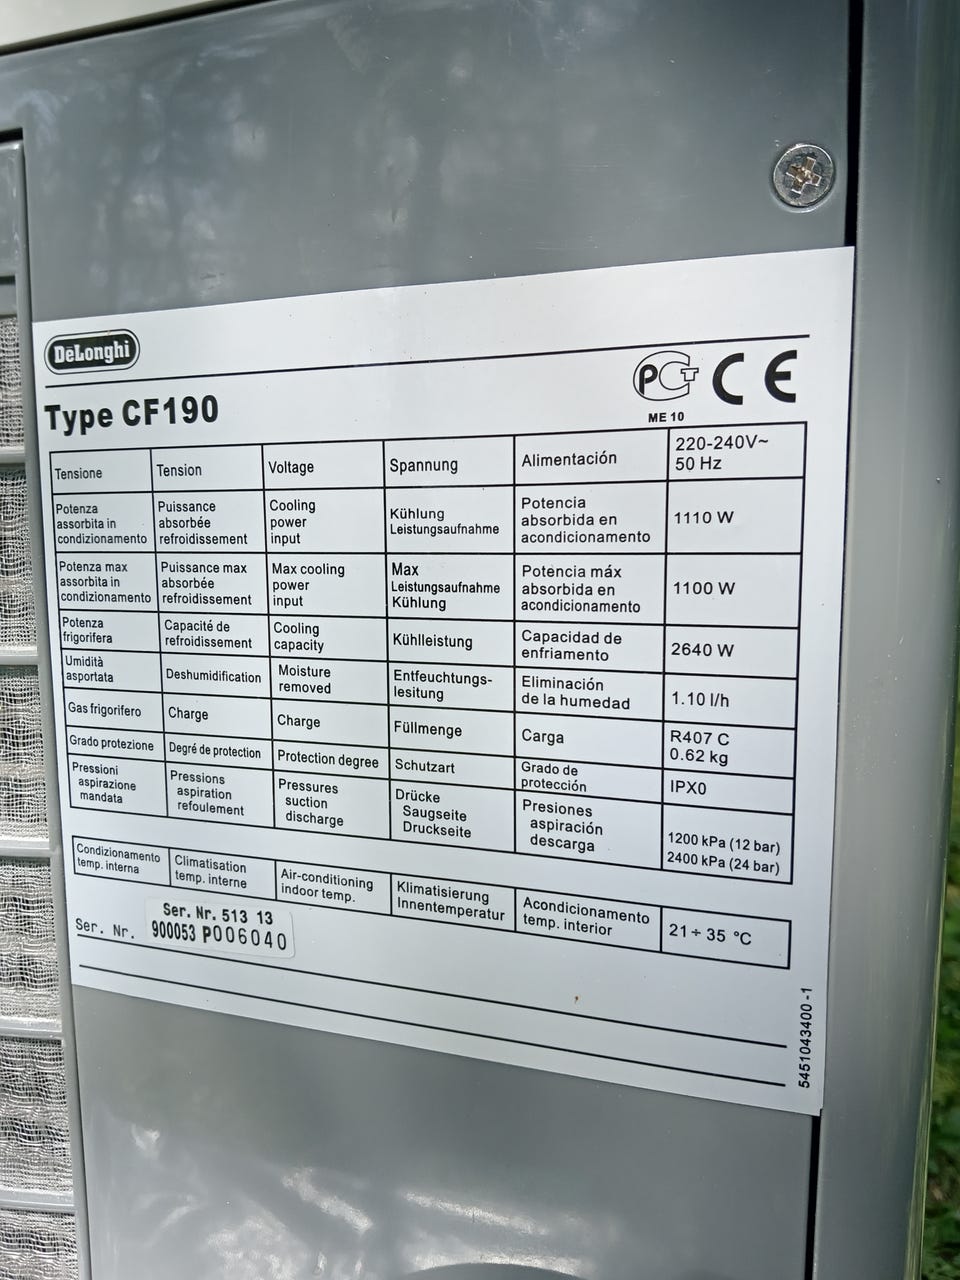 DeLonghi
Type CF190
PCT CE
ME 10
Tensione Tension Voltage Spannung Alimentación 220-240V~
50 Hz
Potenza
assorbita in
condizionamento
Puissance
absorbée
refroidissement
Cooling
power
input
Kühlung
Leistungsaufnahme
Potencia
absorbida en
acondicionamento
1110 W
Potenza max
assorbita in
condizionamento
Puissance max
absorbée
refroidissement
Max cooling
power
input
Max
Leistungsaufnahme
Kühlung
Potencia máx
absorbida en
acondicionamento
1100 W
Potenza
frigorifera
Capacité de
refroidissement
Cooling
capacity
Kühlleistung
Capacidad de
enfriamento
2640 W
Umidità
asportata
Deshumidification
Moisture
removed
Entfeuchtungs-
lesitung
Eliminación
de la humedad
1.10 l/h
Gas frigorifero
Charge
Charge
Füllmenge
Carga
R407 C
0.62 kg
Grado protezione
Degré de protection
Protection degree
Schutzart
Grado de
protección
IPX0
Pressioni
aspirazione
mandata
Pressions
aspiration
refoulement
Pressures
suction
discharge
Drücke
Saugseite
Druckseite
Presiones
aspiración
descarga
1200 kPa (12 bar)
2400 kPa (24 bar)
Condizionamento
temp. interna
Climatisation
temp. interne
Air-conditioning
indoor temp.
Klimatisierung
Innentemperatur
Acondicionamento
temp. interior
21 ÷ 35 °C
Ser. Nr.
Ser. Nr. 513 13
900053 P006040
5451043400-1